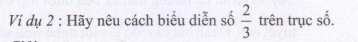 Ví dụ 2 : Hãy nêu cách biểu diễn số 2/3 trên trục số.